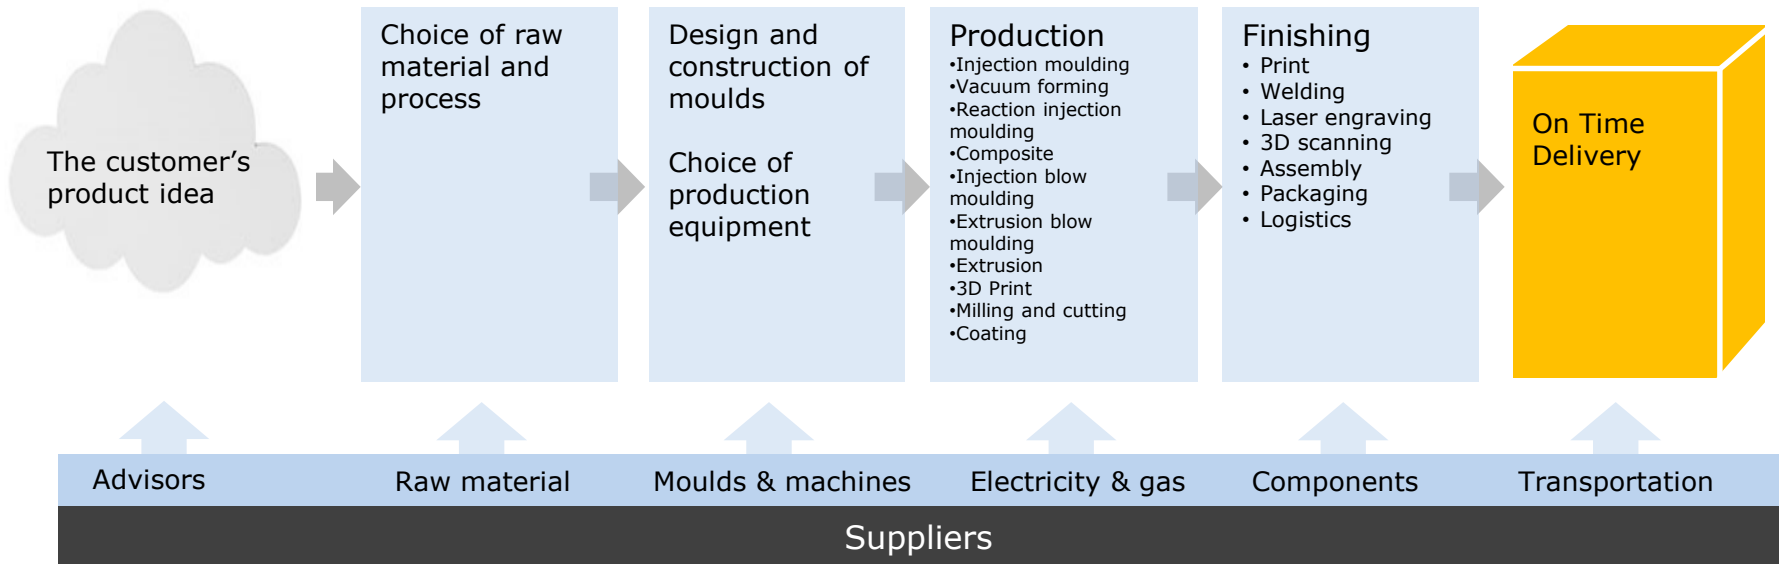 The customer’s
product idea
Choice of raw
material and
process
Design and
construction of
moulds
Choice of
production
equipment
Production
•Injection moulding
•Vacuum forming
•Reaction injection
moulding
•Composite
•Injection blow
moulding
•Extrusion blow
moulding
•Extrusion
•3D Print
•Milling and cutting
•Coating
Finishing
• Print
• Welding
• Laser engraving
• 3D scanning
• Assembly
• Packaging
• Logistics
On Time
Delivery
Advisors
Raw material
Moulds & machines
Electricity & gas
Components
Transportation
Suppliers